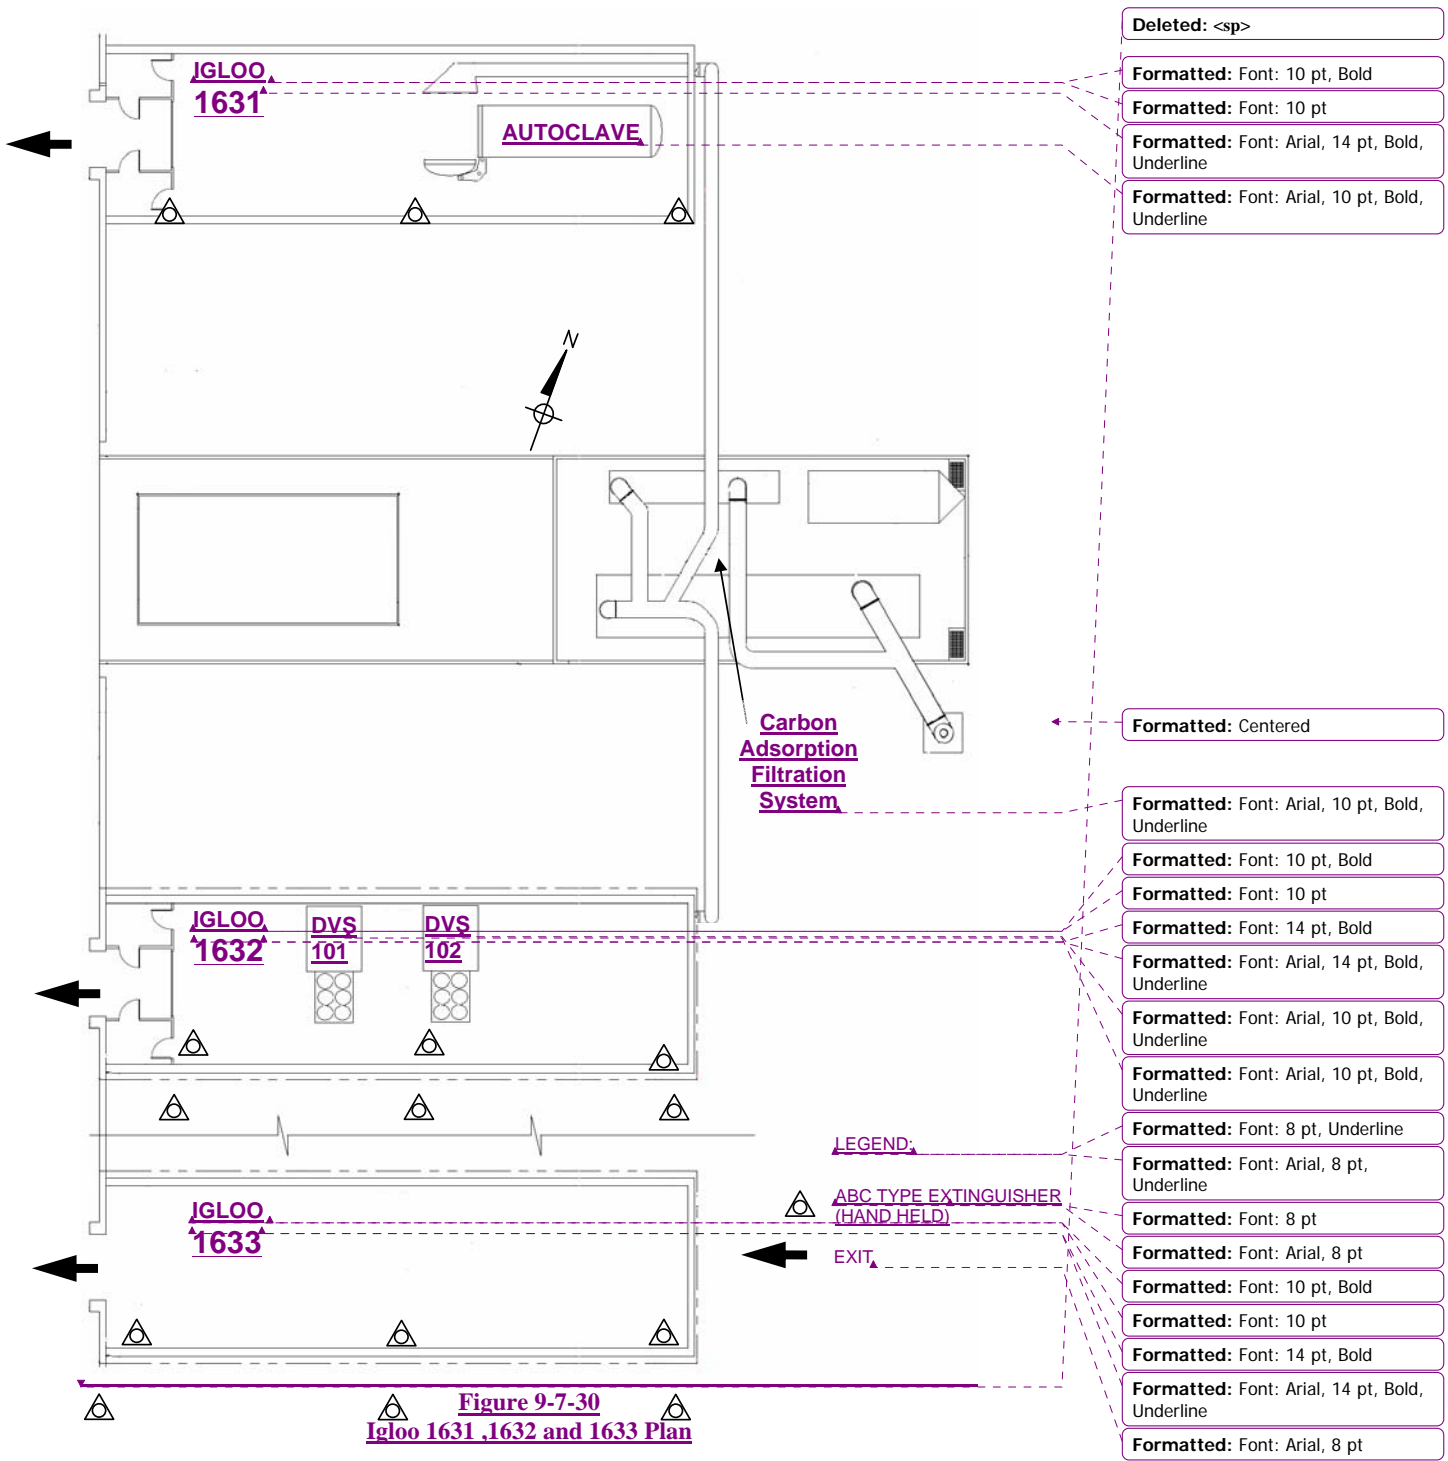 IGLOO
1631
AUTOCLAVE
N
Carbon
Adsorption
Filtration
System
IGLOO
1632
DVS
101
DVS
102
LEGEND:
ABC TYPE EXTINGUISHER
(HAND HELD)
EXIT
IGLOO
1633
Figure 9-7-30
Igloo 1631 ,1632 and 1633 Plan
Deleted: <sp>
Formatted: Font: 10 pt, Bold
Formatted: Font: 10 pt
Formatted: Font: Arial, 14 pt, Bold,
Underline
Formatted: Font: Arial, 10 pt, Bold,
Underline
Formatted: Centered
Formatted: Font: Arial, 10 pt, Bold,
Underline
Formatted: Font: 10 pt, Bold
Formatted: Font: 10 pt
Formatted: Font: 14 pt, Bold
Formatted: Font: Arial, 14 pt, Bold,
Underline
Formatted: Font: Arial, 10 pt, Bold,
Underline
Formatted: Font: Arial, 10 pt, Bold,
Underline
Formatted: Font: 8 pt, Underline
Formatted: Font: Arial, 8 pt,
Underline
Formatted: Font: 8 pt
Formatted: Font: Arial, 8 pt
Formatted: Font: 10 pt, Bold
Formatted: Font: 10 pt
Formatted: Font: 14 pt, Bold
Formatted: Font: Arial, 14 pt, Bold,
Underline
Formatted: Font: Arial, 8 pt